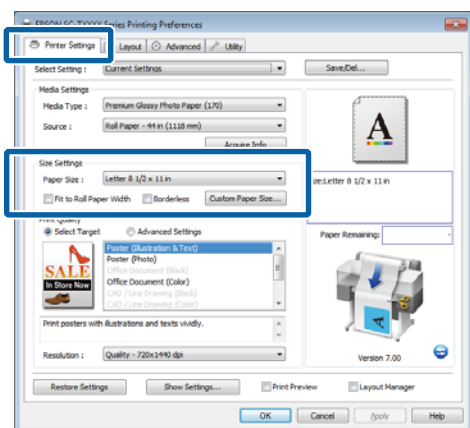 EPSON SC-TXXXX Series Printing Preferences
Printer Settings Layout Advanced Utility
Select Setting : Current Settings Save/Del...
Media Settings
Media Type : Premium Glossy Photo Paper (170)
Source : Roll Paper - 44 in (1118 mm)
Acquire Info
A
Size Settings
Paper Size : Letter 8 1/2 x 11 in
ize:Letter 8 1/2 x 11 in
Fit to Roll Paper Width Borderless Custom Paper Size...
Print Quality
Select Target Advanced Settings
Paper Remaining: -
SALE
In Store Now
Poster (Illustration & Text)
Poster (Photo)
Office Document (Black)
Office Document (Color)
CAD / Line Drawing (Black)
CAD / Line Drawing (Color)
Print posters with illustrations and texts vividly.
A
Resolution : Quality - 720x1440 dpi
Version 7.00
Restore Settings Show Settings... Print Preview Layout Manager
OK Cancel Apply Help